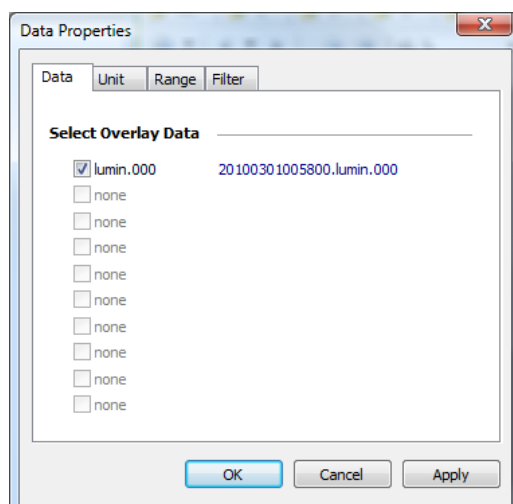 Data Properties
Data Unit Range Filter
Select Overlay Data
lumin.000 20100301005800.lumin.000
none
none
none
none
none
none
none
none
none
OK Cancel Apply